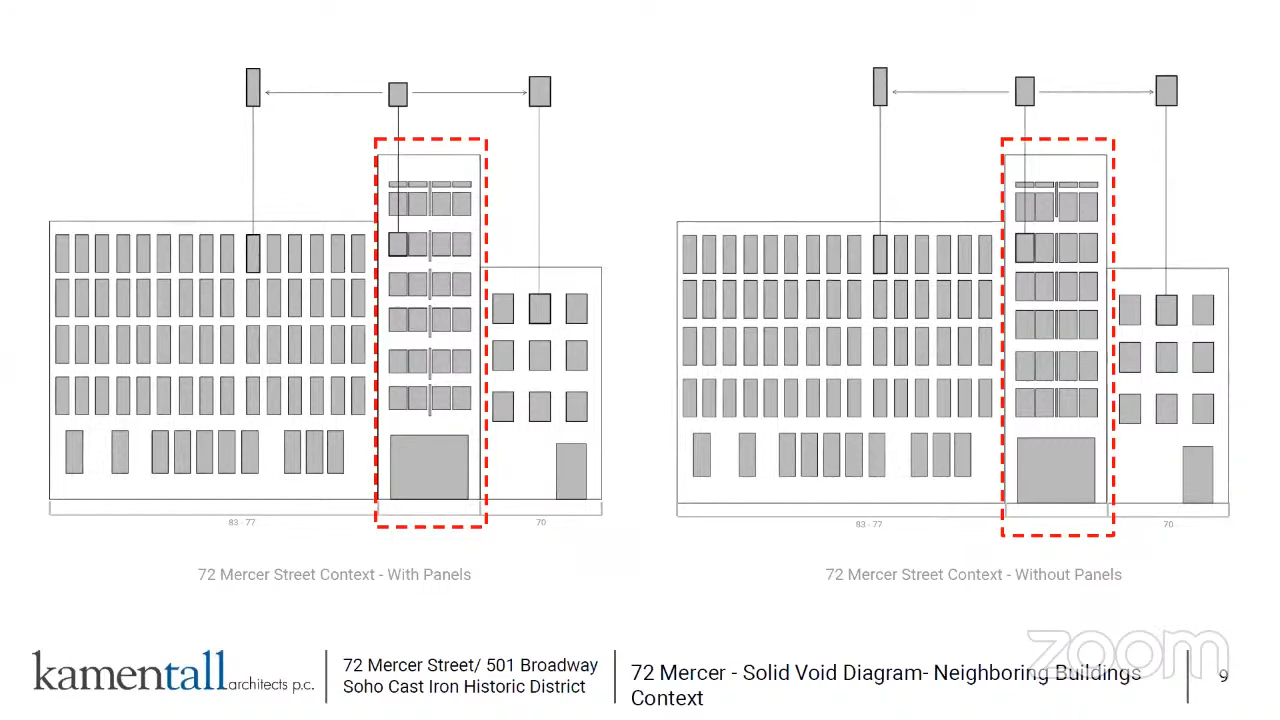 83 - 77
70
83 - 77
70
72 Mercer Street Context - With Panels
72 Mercer Street Context - Without Panels
kamentall architects p.c.
72 Mercer Street/ 501 Broadway
Soho Cast Iron Historic District
72 Mercer - Solid Void Diagram- Neighboring Buildings
Context
9
zoom